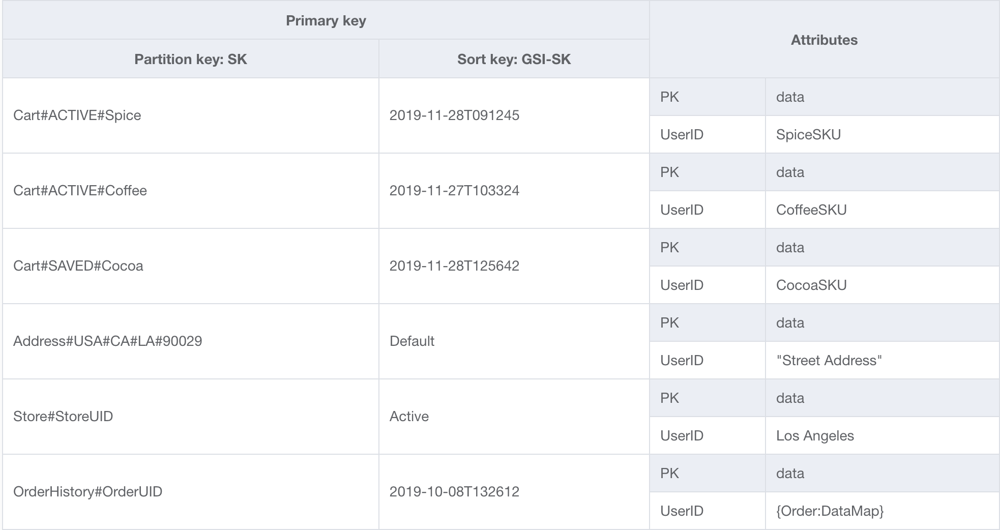 Primary key
Attributes
Partition key: SK
Sort key: GSI-SK
Cart#ACTIVE#Spice
2019-11-28T091245
PK
data
UserID
SpiceSKU
Cart#ACTIVE#Coffee
2019-11-27T103324
PK
data
UserID
CoffeeSKU
Cart#SAVED#Cocoa
2019-11-28T125642
PK
data
UserID
CocoaSKU
Address#USA#CA#LA#90029
Default
PK
data
UserID
"Street Address"
Store#StoreUID
Active
PK
data
UserID
Los Angeles
OrderHistory#OrderUID
2019-10-08T132612
PK
data
UserID
{Order:DataMap}